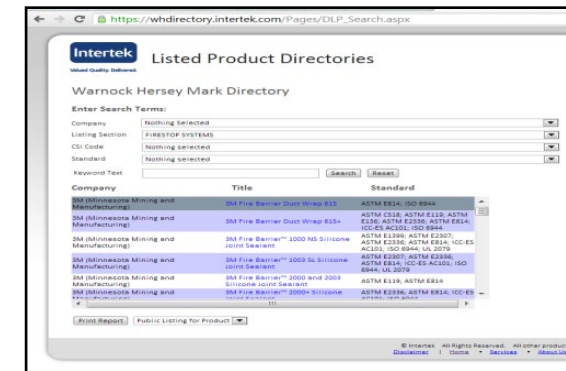 https://whdirectory.intertek.com/Pages/DLP_Search.aspx
Intertek
Valued Quality. Delivered.
Listed Product Directories
Warnock Hersey Mark Directory
Enter Search Terms:
Company Nothing Selected
Listing Section FIRESTOP SYSTEMS
CSI Code Nothing selected
Standard Nothing selected
Keyword Text Search Reset
Company Title Standard
3M (Minnesota Mining and Manufacturing) 3M Fire Barrier Duct Wrap 615 ASTM E814; ISO 6944
3M (Minnesota Mining and Manufacturing) 3M Fire Barrier Duct Wrap 615+ ASTM C518; ASTM E119; ASTM
E136; ASTM E2336; ASTM E814;
ICC-ES AC101; ISO 6944
3M (Minnesota Mining and Manufacturing) 3M Fire Barrier™ 1000 NS Silicone Joint Sealant ASTM E1399; ASTM E2307;
ASTM E2336; ASTM E814; ICC-ES
AC101; ISO 6944; UL 2079
3M (Minnesota Mining and Manufacturing) 3M Fire Barrier™ 1003 SL Silicone Joint Sealant ASTM E2307; ASTM E2336;
ASTM E814; ICC-ES AC101; ISO
6944; UL 2079
3M (Minnesota Mining and Manufacturing) 3M Fire Barrier™ 2000 and 2003 Silicone Joint Sealant ASTM E119; ASTM E814
3M (Minnesota Mining and 3M Fire Barrier™ 2000+ Silicone ASTM E2336; ASTM E814; ICC-ES
Print Report Public Listing for Product
© Intertek All Rights Reserved. All other product
Disclaimer | Home • Services • About Us